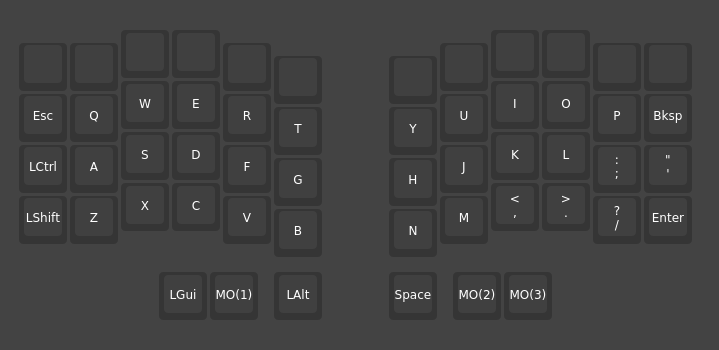 Esc Q W E R T Y U I O P Bksp
LCtrl A S D F G H J K L : ; " '
LShift Z X C V B N M < , > . ? / Enter
LGui MO(1) LAlt Space MO(2) MO(3)